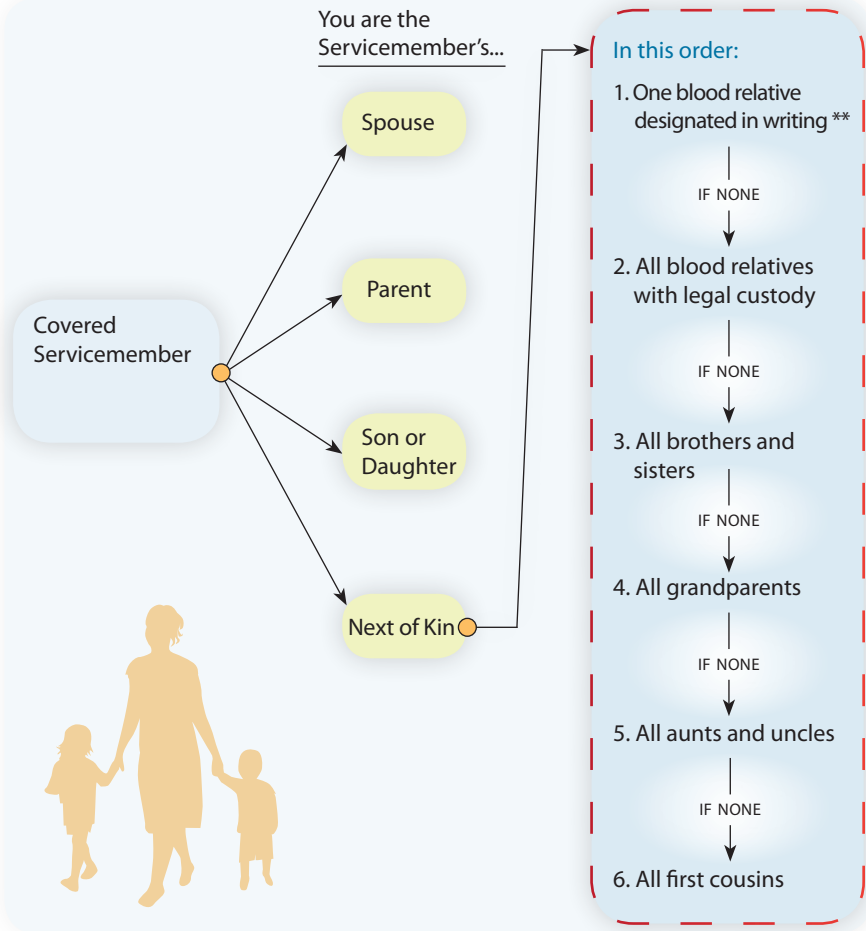 You are the
Servicemember's...
Spouse
Parent
Covered
Servicemember
Son or
Daughter
Next of Kin
In this order:
1. One blood relative
designated in writing **
IF NONE
2. All blood relatives
with legal custody
IF NONE
3. All brothers and
sisters
IF NONE
4. All grandparents
IF NONE
5. All aunts and uncles
IF NONE
6. All first cousins